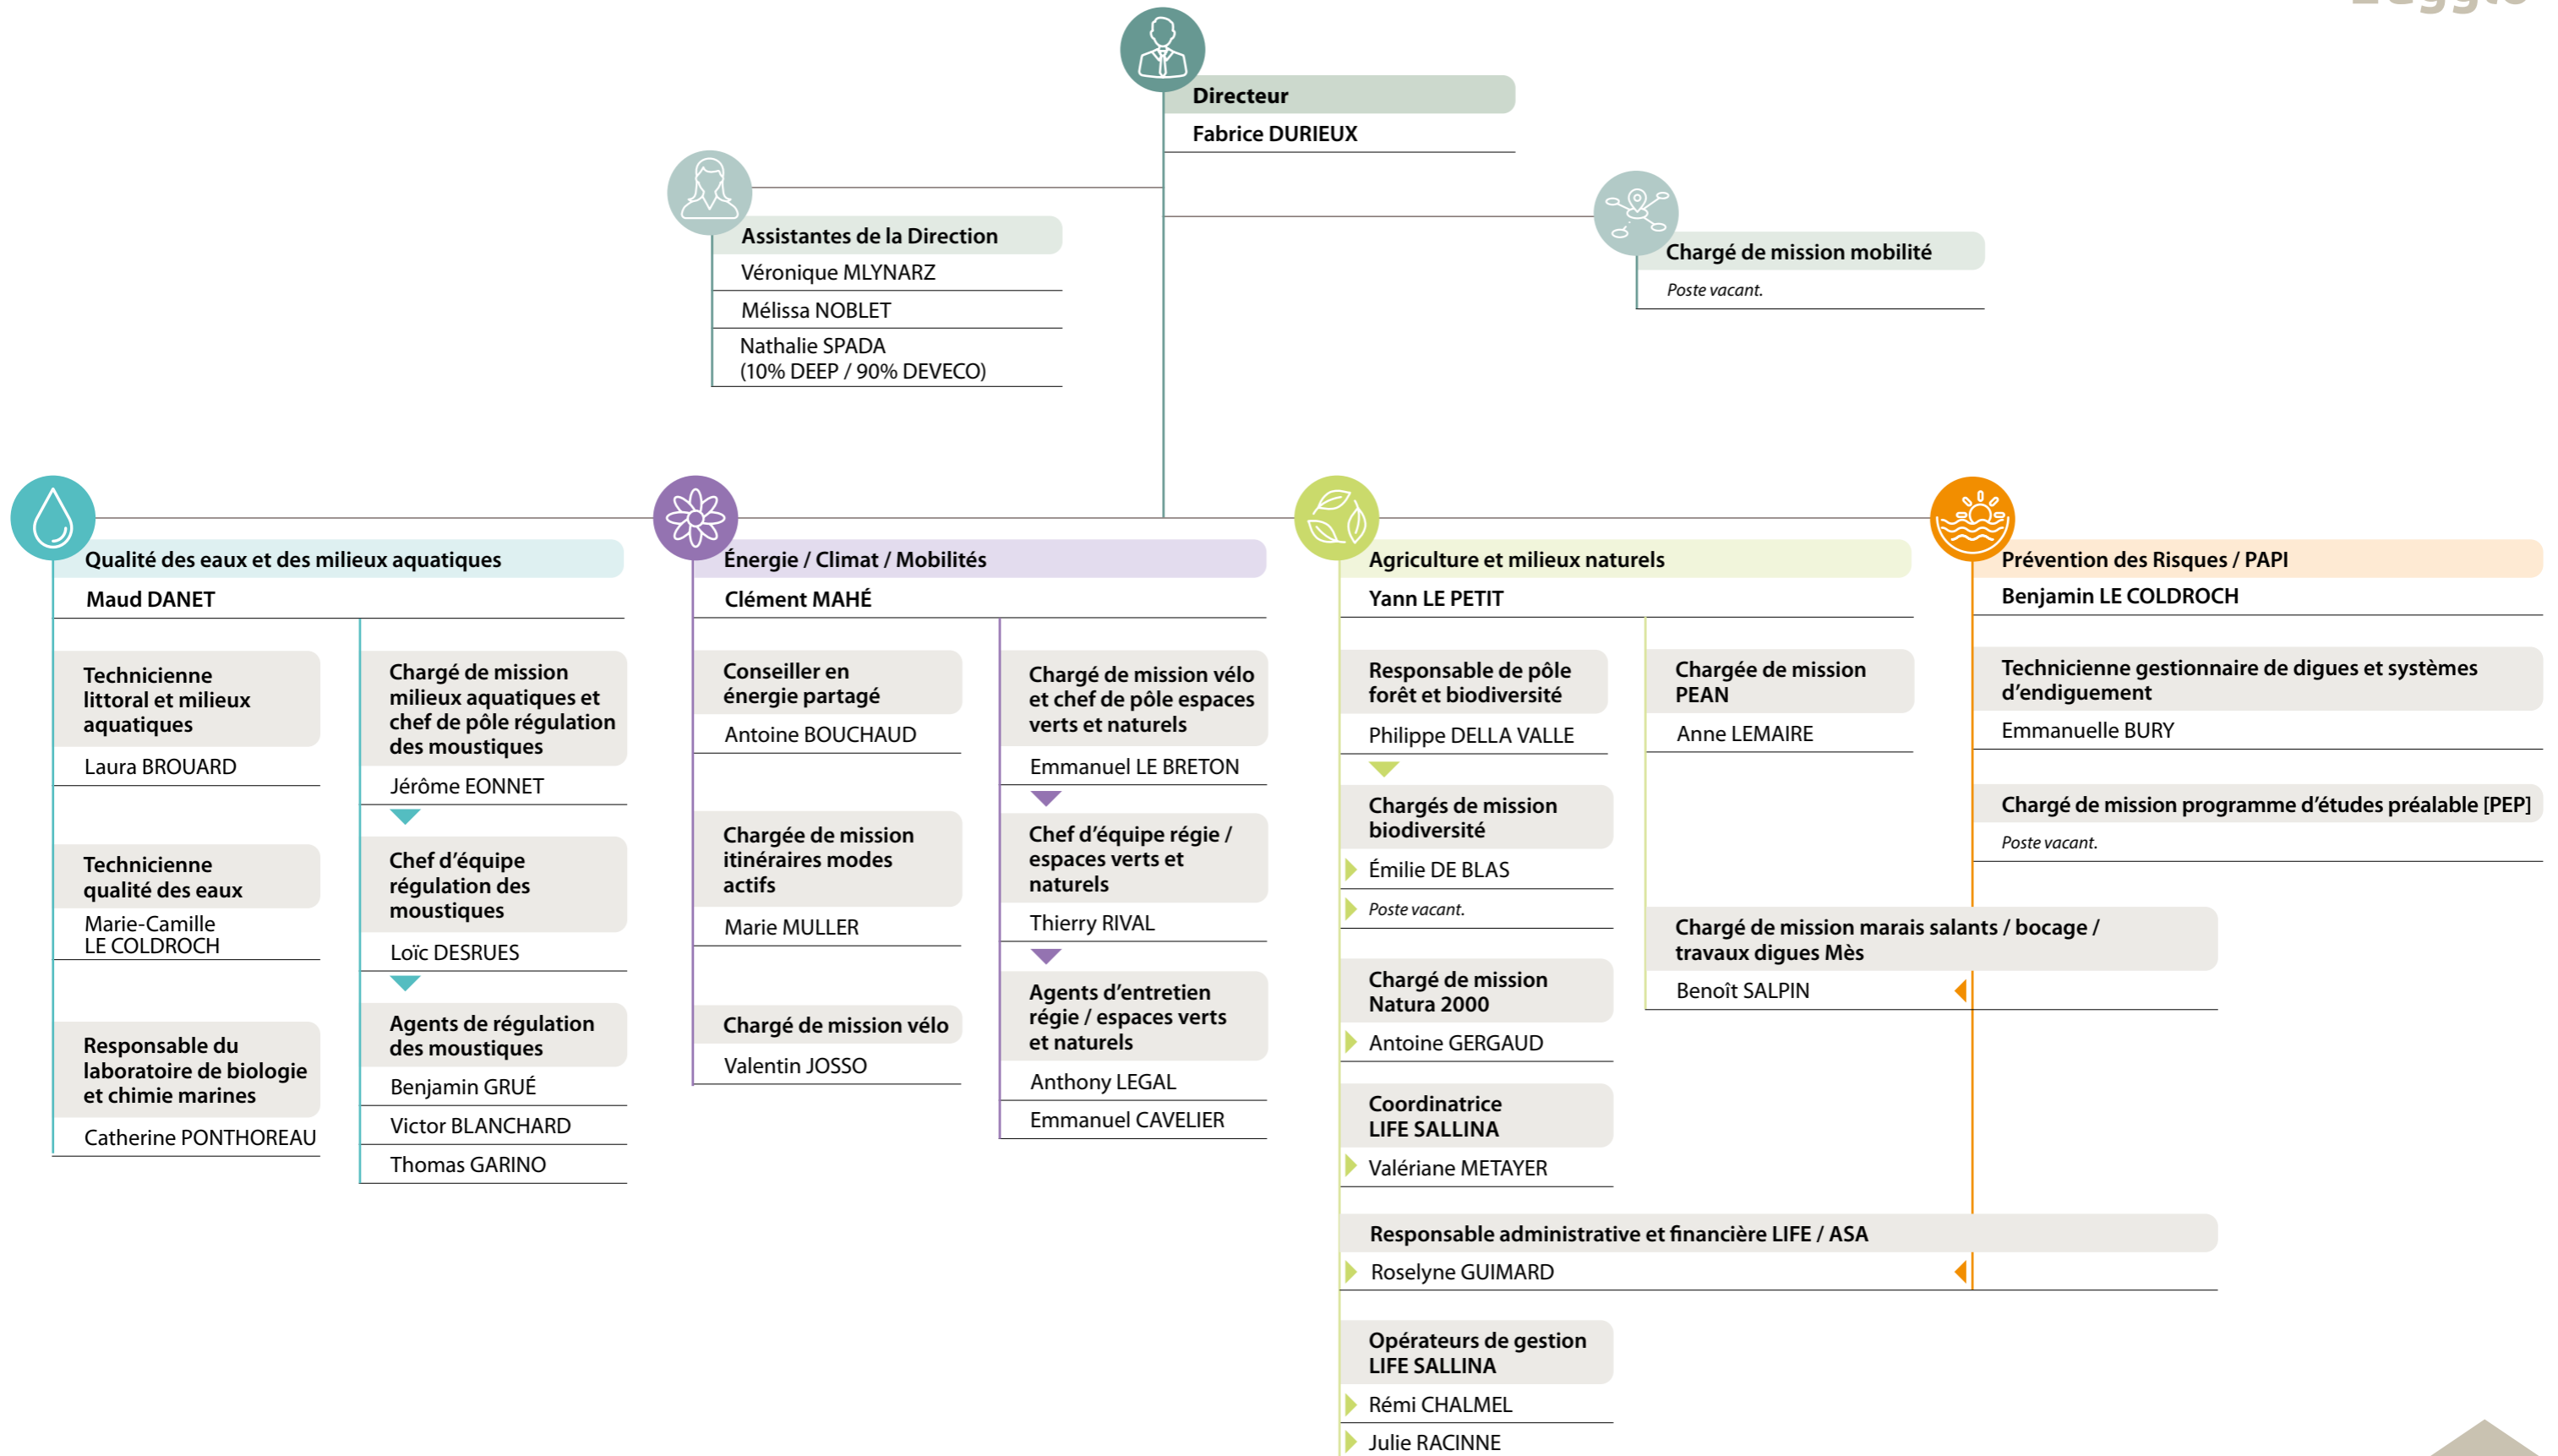 Directeur
Fabrice DURIEUX
Assistantes de la Direction
Véronique MLYNARZ
Mélissa NOBLET
Nathalie SPADA
(10% DEEP / 90% DEVECO)
Chargé de mission mobilité
Poste vacant.
Qualité des eaux et des milieux aquatiques
Maud DANET
Technicienne
littoral et milieux
aquatiques
Laura BROUARD
Technicienne
qualité des eaux
Marie-Camille
LE COLDROCH
Responsable du
laboratoire de biologie
et chimie marines
Catherine PONTHOREAU
Chargé de mission
milieux aquatiques et
chef de pôle régulation
des moustiques
Jérôme EONNET
Chef d’équipe
régulation des
moustiques
Loïc DESRUES
Agents de régulation
des moustiques
Benjamin GRUÉ
Victor BLANCHARD
Thomas GARINO
Énergie / Climat / Mobilités
Clément MAHÉ
Conseiller en
énergie partagé
Antoine BOUCHAUD
Chargée de mission
itinéraires modes
actifs
Marie MULLER
Chargé de mission vélo
Valentin JOSSO
Chargé de mission vélo
et chef de pôle espaces
verts et naturels
Emmanuel LE BRETON
Chef d’équipe régie /
espaces verts et
naturels
Thierry RIVAL
Agents d’entretien
régie / espaces verts
et naturels
Anthony LEGAL
Emmanuel CAVELIER
Agriculture et milieux naturels
Yann LE PETIT
Responsable de pôle
forêt et biodiversité
Philippe DELLA VALLE
Chargés de mission
biodiversité
Émilie DE BLAS
Poste vacant.
Chargé de mission
Natura 2000
Antoine GERGAUD
Coordinatrice
LIFE SALLINA
Valériane METAYER
Responsable administrative et financière LIFE / ASA
Roselyne GUIMARD
Opérateurs de gestion
LIFE SALLINA
Rémi CHALMEL
Julie RACINNE
Chargée de mission
PEAN
Anne LEMAIRE
Chargé de mission marais salants / bocage /
travaux digues Mès
Benoît SALPIN
Prévention des Risques / PAPI
Benjamin LE COLDROCH
Technicienne gestionnaire de digues et systèmes
d’endiguement
Emmanuelle BURY
Chargé de mission programme d’études préalable [PEP]
Poste vacant.